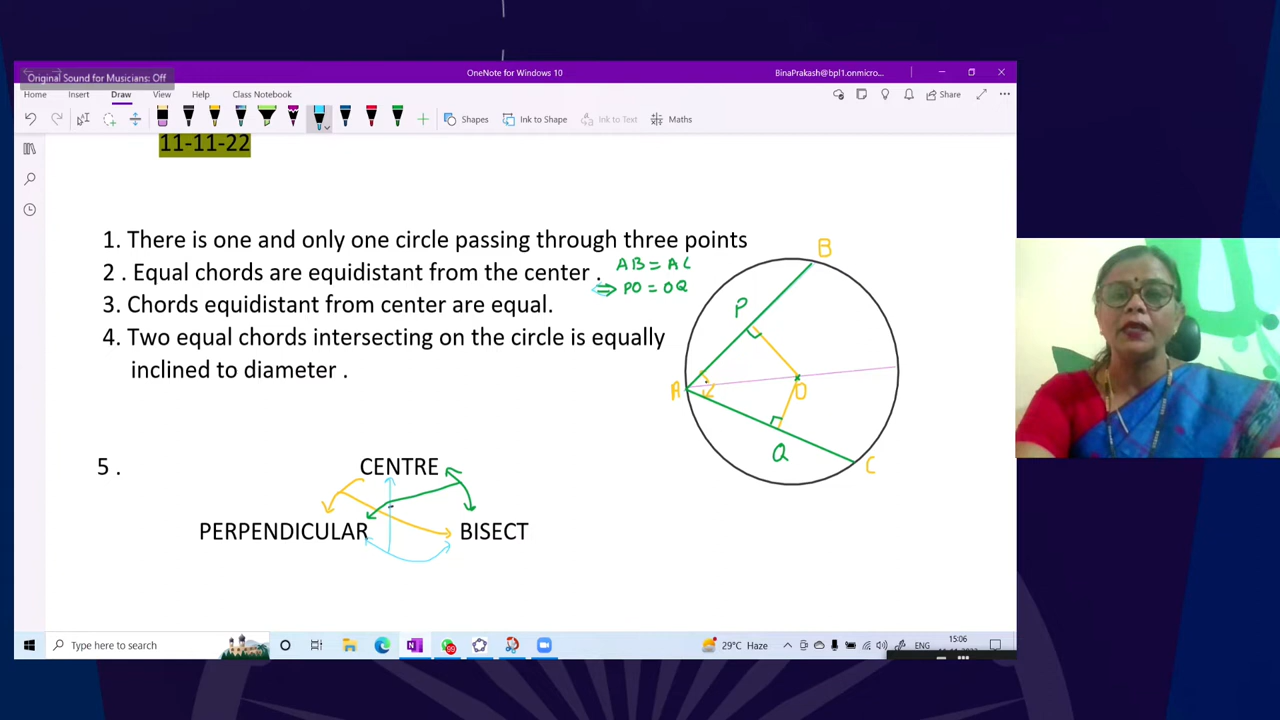 Original Sound for Musicians: Off
OneNote for Windows 10
BinaPrakash@bpl1.onmicro...
Home Insert Draw View Help Class Notebook
Share
Shapes Ink to Shape Ink to Text Maths
11-11-22
1. There is one and only one circle passing through three points
2 . Equal chords are equidistant from the center .
AB = AC
⇒ PO = OQ
3. Chords equidistant from center are equal.
4. Two equal chords intersecting on the circle is equally
inclined to diameter .
B
P
A
O
Q
C
5 .
CENTRE
PERPENDICULAR BISECT
Type here to search
99
29°C Haze
ENG
15:06